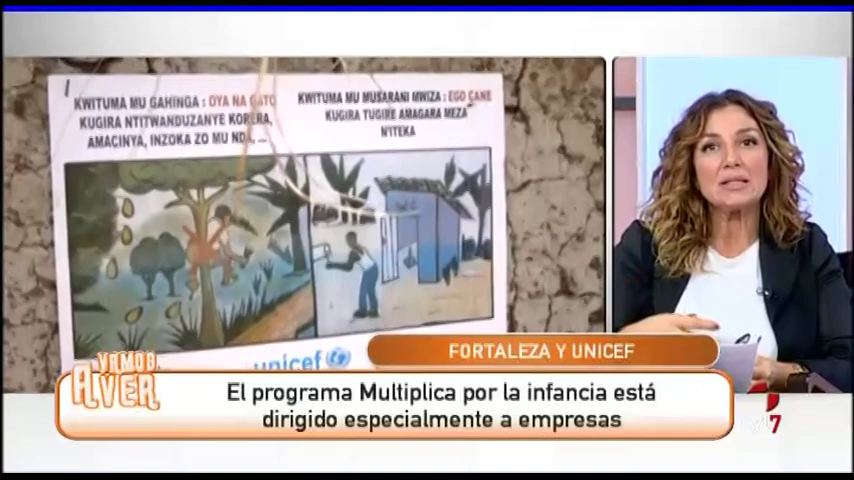 KWITUMA MU GAHINGA : OYA NA GATO
KUGIRA NTITWANDUZANYE KORERA,
AMACINYA, INZOKA ZO MU NDA, ...
KWITUMA MU MUSARANI MWIZA : EGO CANE
KUGIRA TUGIRE AMAGARA MEZA
N'ITEKA
unicef
FORTALEZA Y UNICEF
VAMOS
A VER
El programa Multiplica por la infancia está
dirigido especialmente a empresas
7